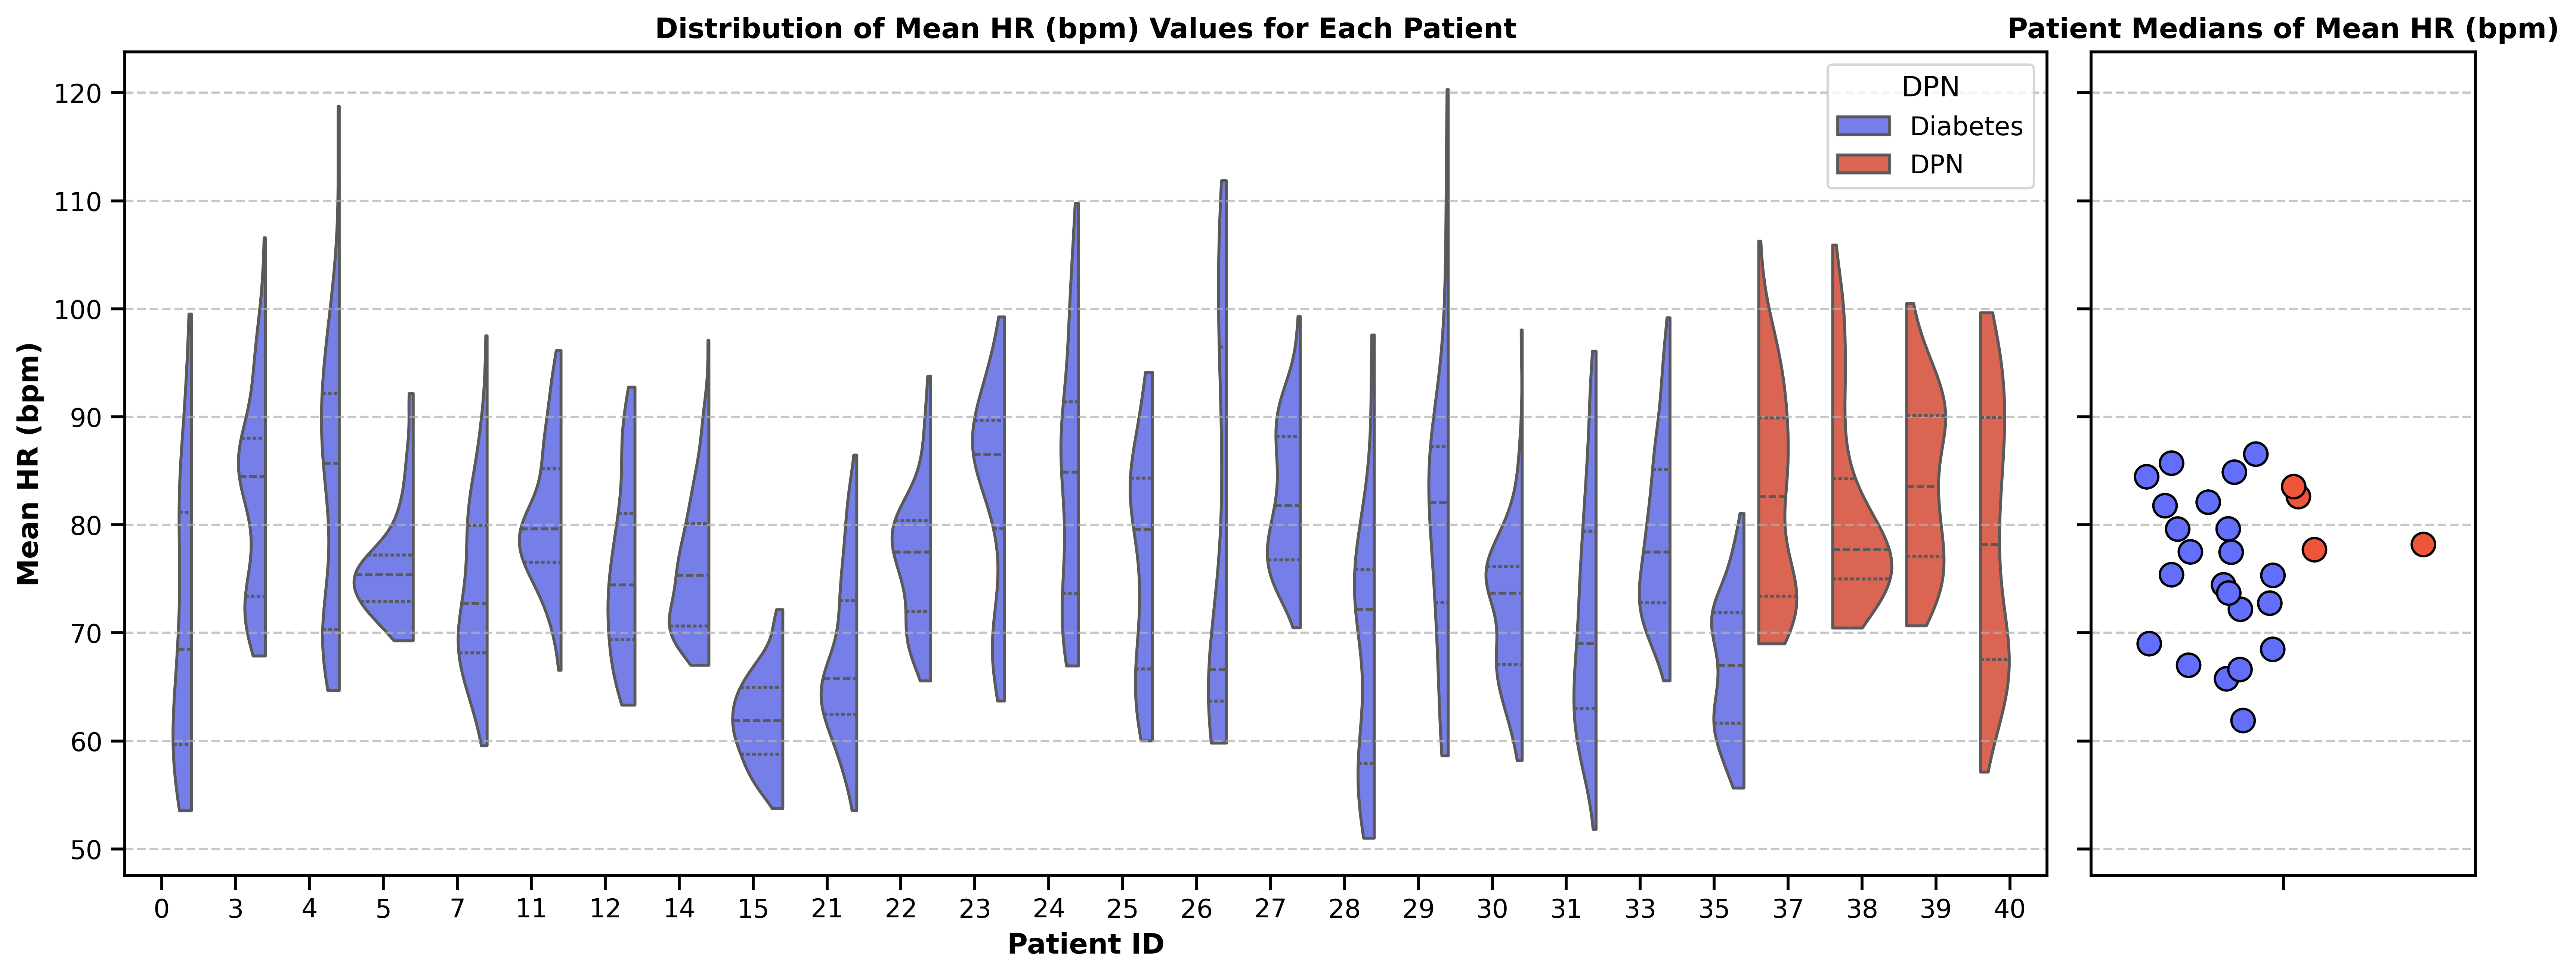 Distribution of Mean HR (bpm) Values for Each Patient
Patient Medians of Mean HR (bpm)
Mean HR (bpm)
120
110
100
90
80
70
60
50
DPN
Diabetes
DPN
0 3 4 5 7 11 12 14 15 21 22 23 24 25 26 27 28 29 30 31 33 35 37 38 39 40
Patient ID